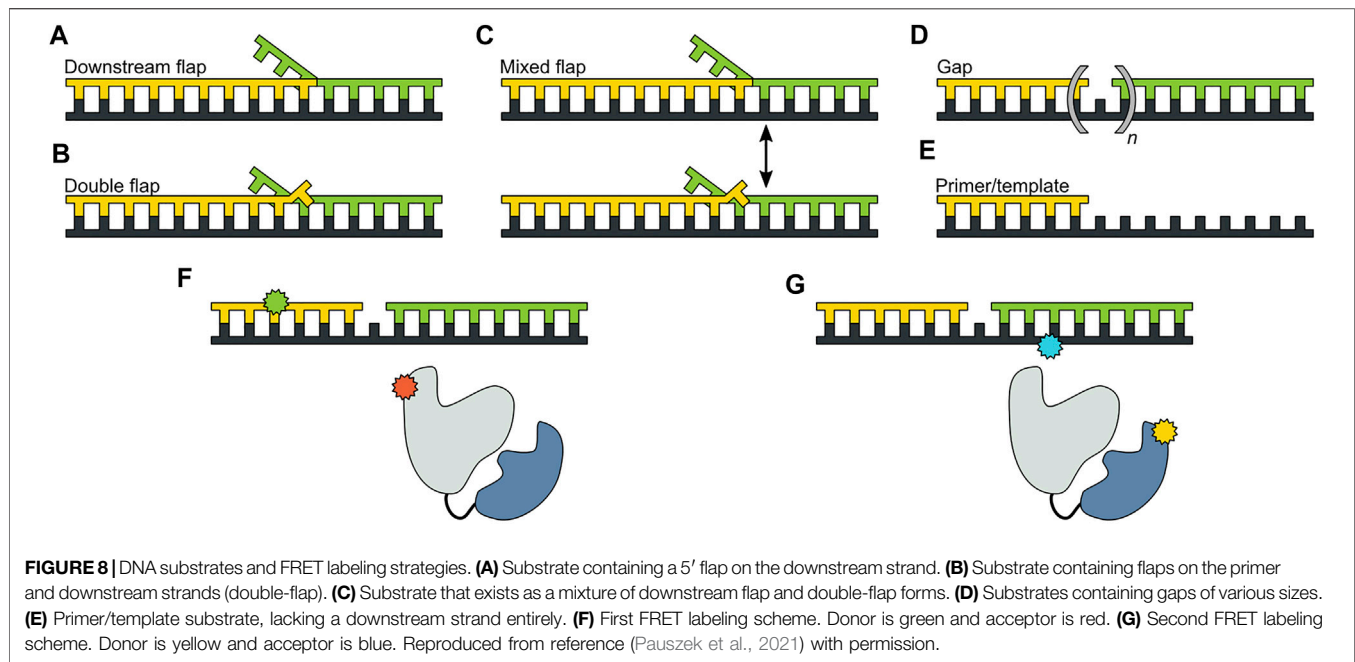 A
Downstream flap
B
Double flap
C
Mixed flap
D
Gap
n
E
Primer/template
F
G
FIGURE 8 | DNA substrates and FRET labeling strategies. (A) Substrate containing a 5′ flap on the downstream strand. (B) Substrate containing flaps on the primer
and downstream strands (double-flap). (C) Substrate that exists as a mixture of downstream flap and double-flap forms. (D) Substrates containing gaps of various sizes.
(E) Primer/template substrate, lacking a downstream strand entirely. (F) First FRET labeling scheme. Donor is green and acceptor is red. (G) Second FRET labeling
scheme. Donor is yellow and acceptor is blue. Reproduced from reference (Pauszek et al., 2021) with permission.